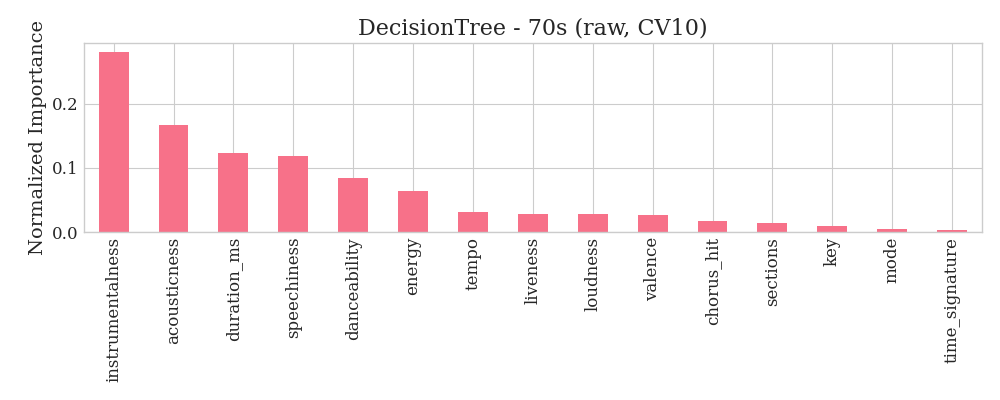 DecisionTree - 70s (raw, CV10)
Normalized Importance
0.2
0.1
0.0
instrumentalness
acousticness
duration_ms
speechiness
danceability
energy
tempo
liveness
loudness
valence
chorus_hit
sections
key
mode
time_signature